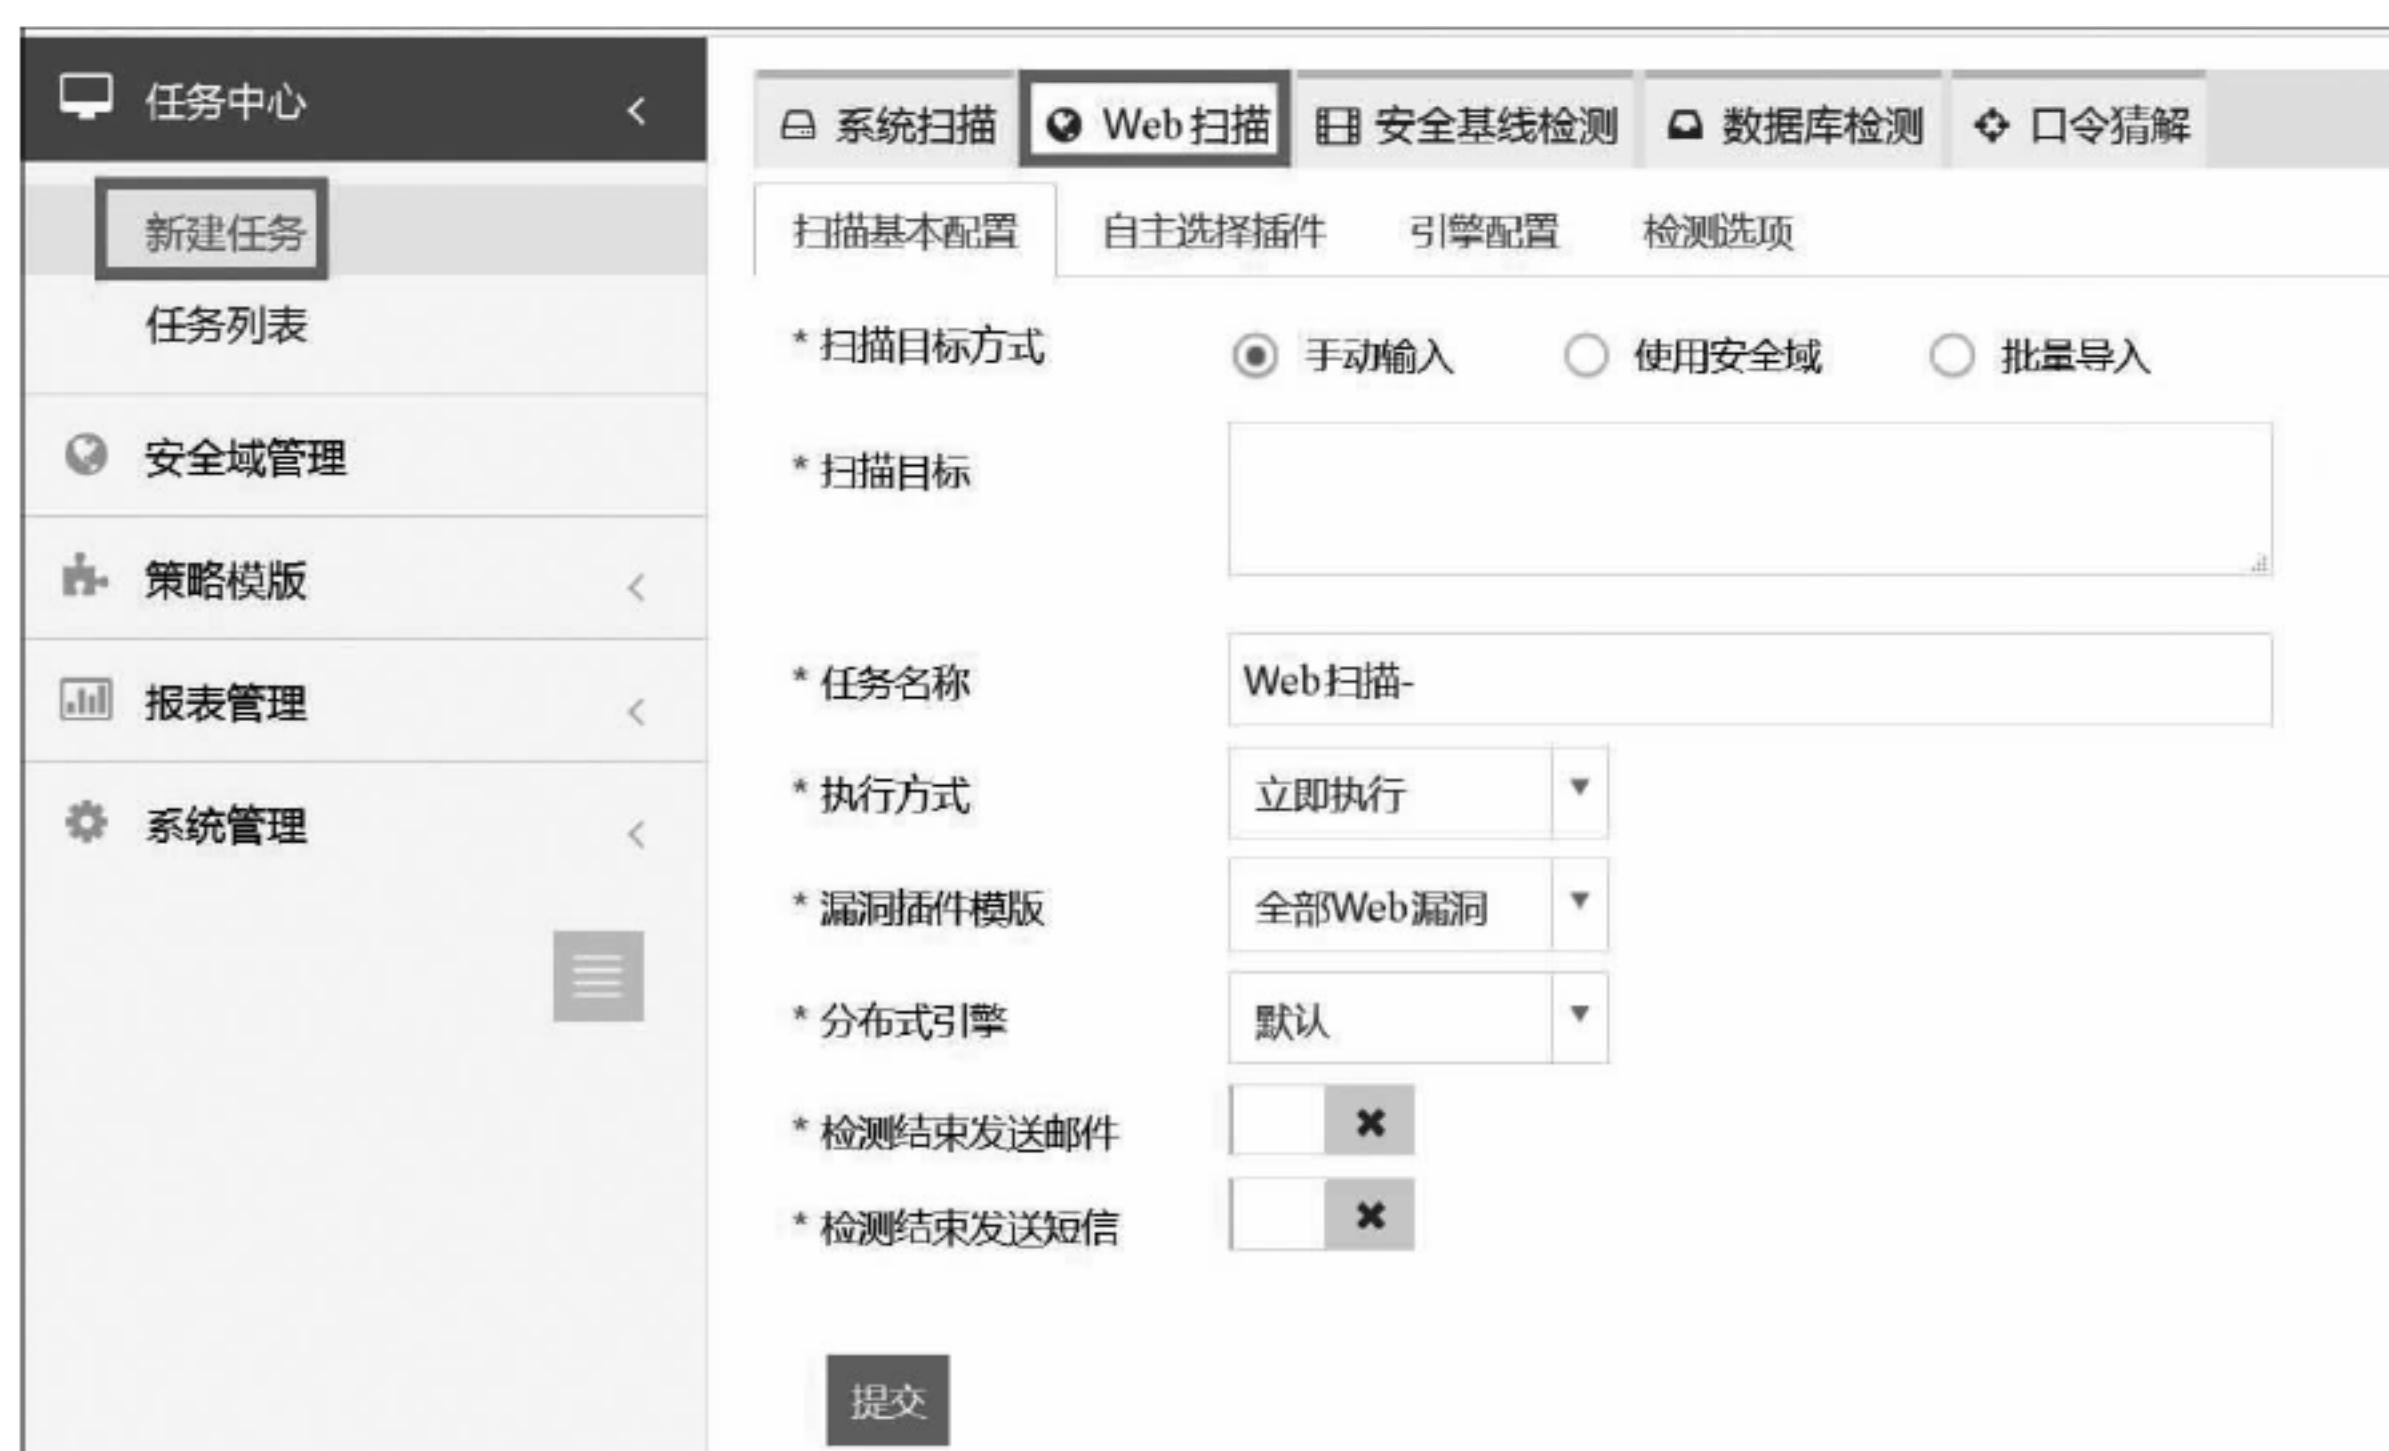 任务中心
新建任务
任务列表
安全域管理
策略模版
报表管理
系统管理
系统扫描 Web扫描 安全基线检测 数据库检测 口令猜解
扫描基本配置 自主选择插件 引擎配置 检测选项
* 扫描目标方式 手动输入 使用安全域 批量导入
* 扫描目标
* 任务名称 Web扫描-
* 执行方式 立即执行
* 漏洞插件模版 全部Web漏洞
* 分布式引擎 默认
* 检测结束发送邮件
* 检测结束发送短信
提交